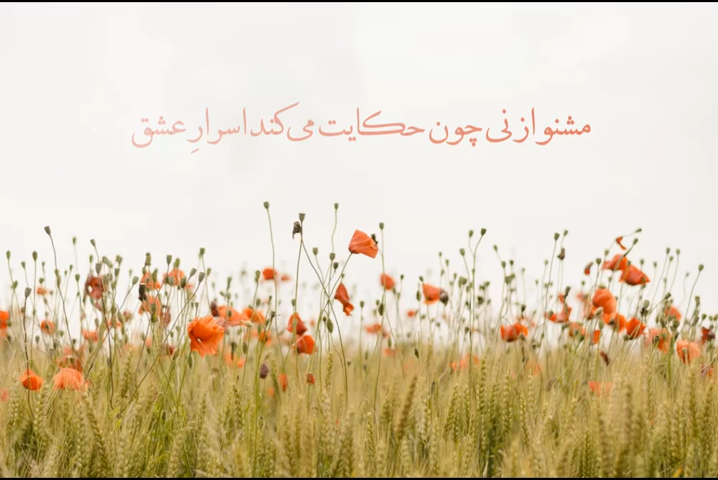 مشنو از نی چون حکایت می‌کند اسرارِ عشق